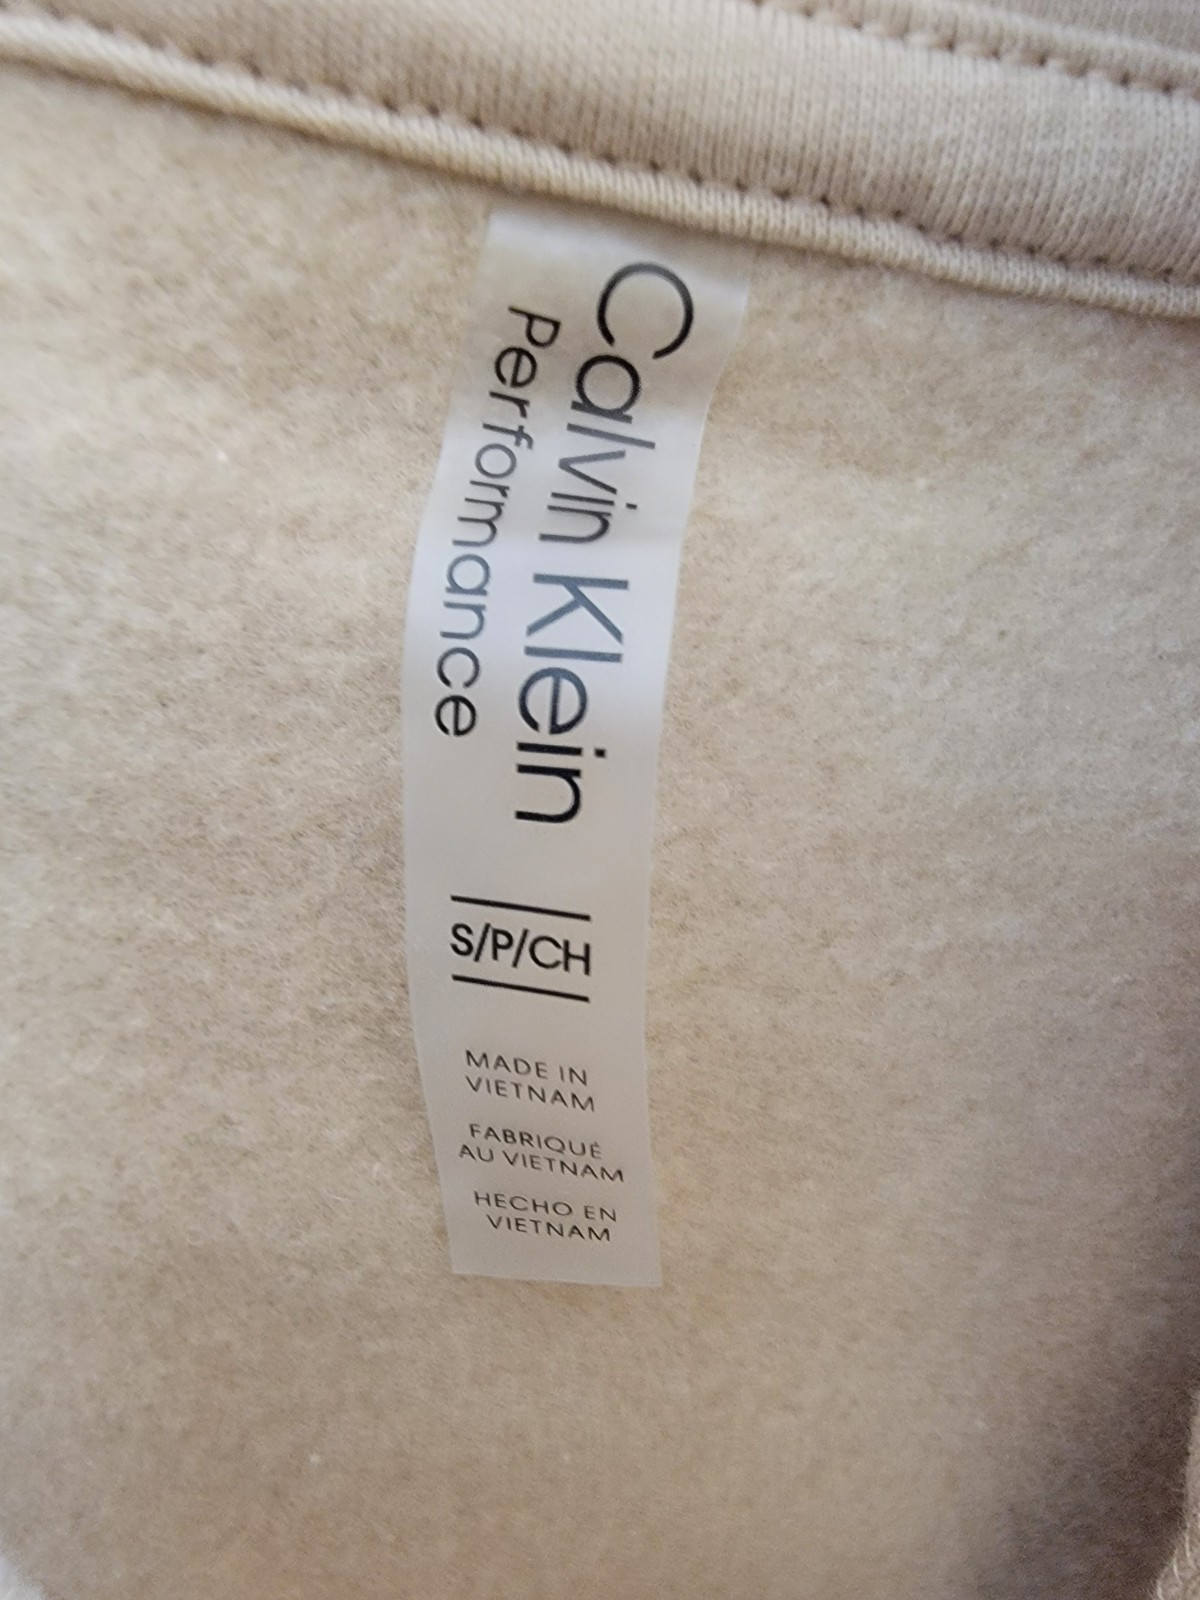 Calvin Klein
Performance
S/P/CH
MADE IN
VIETNAM
FABRIQUÉ
AU VIETNAM
HECHO EN
VIETNAM